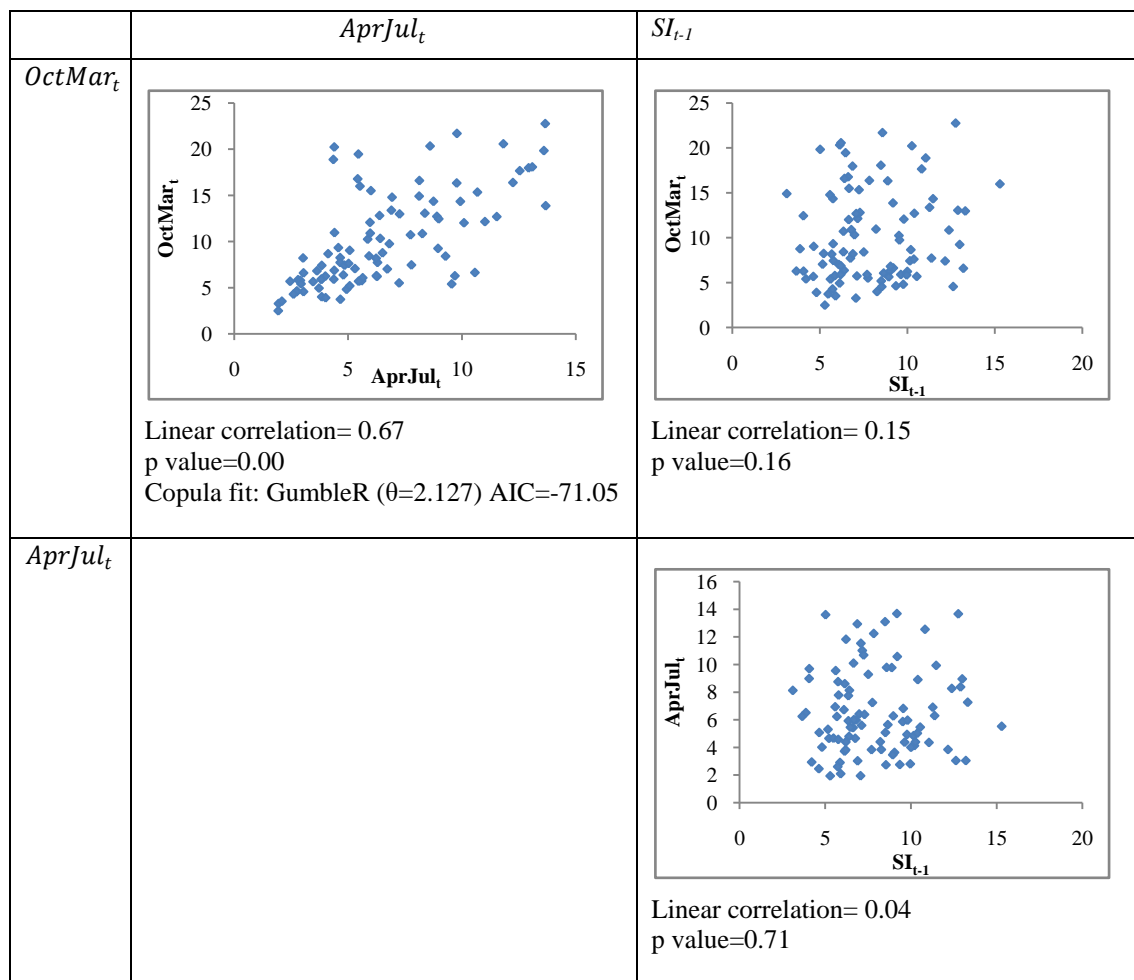 AprJul_t SI_t-1
OctMar_t
25
20
15
10
5
0
OctMar_t
0 5 10 15
AprJul_t
Linear correlation= 0.67
p value=0.00
Copula fit: GumbleR (θ=2.127) AIC=-71.05
25
20
15
10
5
0
OctMar_t
0 5 10 15 20
SI_t-1
Linear correlation= 0.15
p value=0.16
AprJul_t
16
14
12
10
8
6
4
2
0
AprJul_t
0 5 10 15 20
SI_t-1
Linear correlation= 0.04
p value=0.71